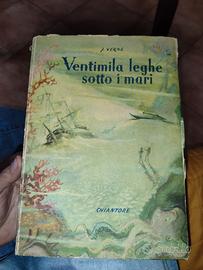 J. VERNE
Ventimila leghe
sotto i mari
CHIANTORE